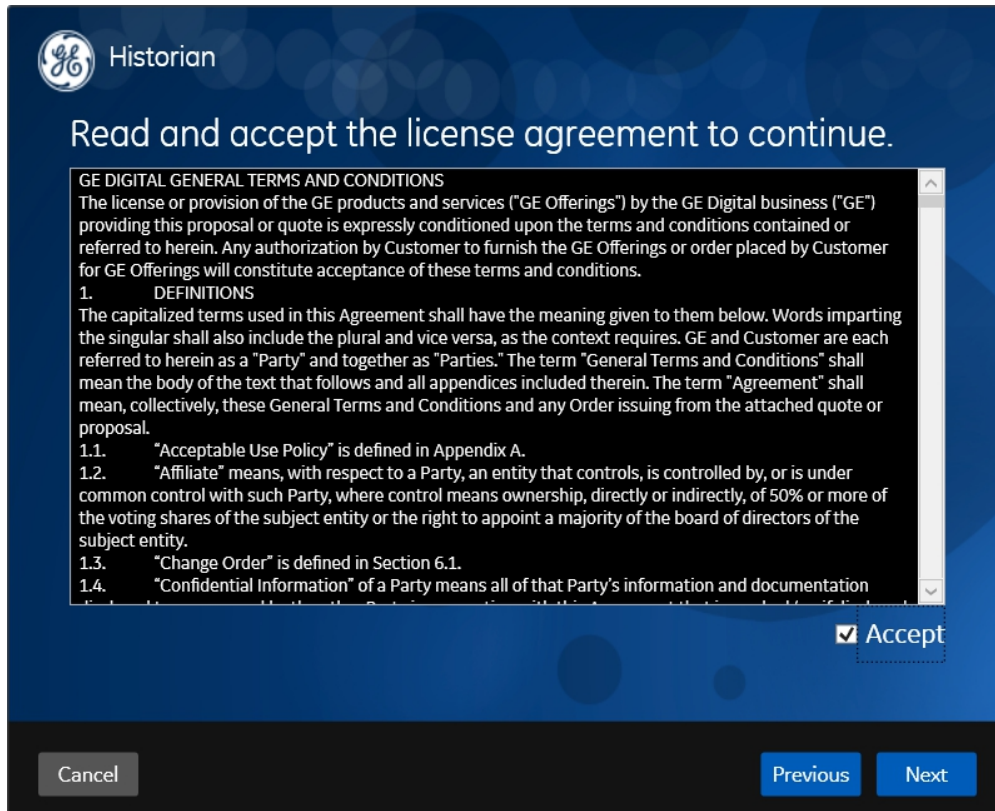 Historian
Read and accept the license agreement to continue.
GE DIGITAL GENERAL TERMS AND CONDITIONS
The license or provision of the GE products and services ("GE Offerings") by the GE Digital business ("GE")
providing this proposal or quote is expressly conditioned upon the terms and conditions contained or
referred to herein. Any authorization by Customer to furnish the GE Offerings or order placed by Customer
for GE Offerings will constitute acceptance of these terms and conditions.
1. DEFINITIONS
The capitalized terms used in this Agreement shall have the meaning given to them below. Words imparting
the singular shall also include the plural and vice versa, as the context requires. GE and Customer are each
referred to herein as a "Party" and together as "Parties." The term "General Terms and Conditions" shall
mean the body of the text that follows and all appendices included therein. The term "Agreement" shall
mean, collectively, these General Terms and Conditions and any Order issuing from the attached quote or
proposal.
1.1. “Acceptable Use Policy” is defined in Appendix A.
1.2. “Affiliate” means, with respect to a Party, an entity that controls, is controlled by, or is under
common control with such Party, where control means ownership, directly or indirectly, of 50% or more of
the voting shares of the subject entity or the right to appoint a majority of the board of directors of the
subject entity.
1.3. “Change Order” is defined in Section 6.1.
1.4. “Confidential Information” of a Party means all of that Party’s information and documentation
Accept
Cancel
Previous
Next